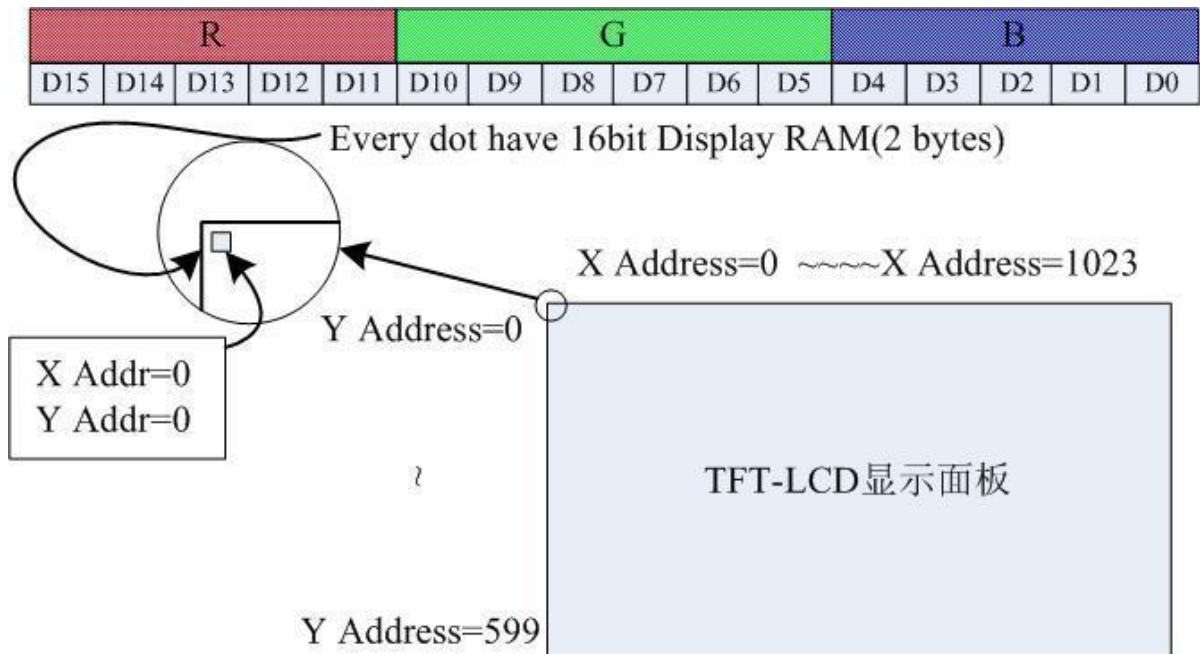 R G B
D15 D14 D13 D12 D11 D10 D9 D8 D7 D6 D5 D4 D3 D2 D1 D0
Every dot have 16bit Display RAM(2 bytes)
X Address=0 ~~~~X Address=1023
Y Address=0
X Addr=0
Y Addr=0
~
TFT-LCD显示面板
Y Address=599